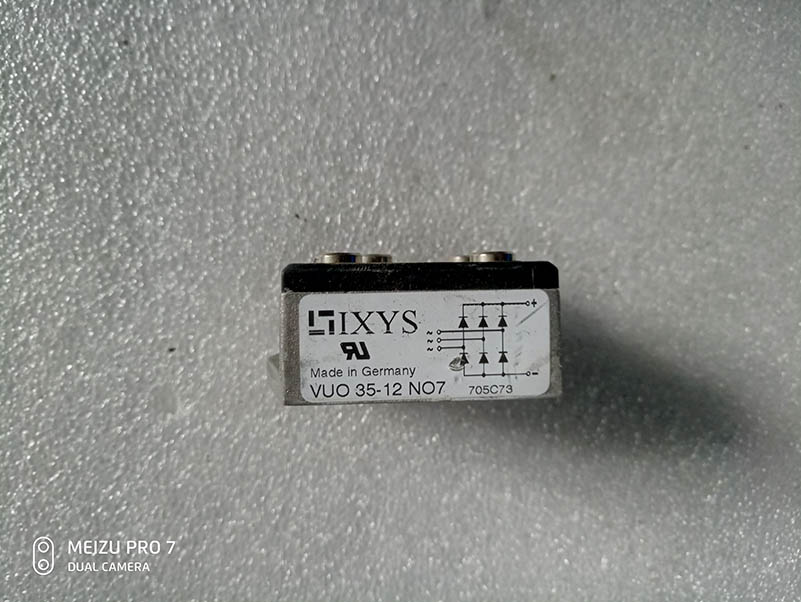 IXYS
Made in Germany
VUO 35-12 NO7
705C73
MEIZU PRO 7
DUAL CAMERA